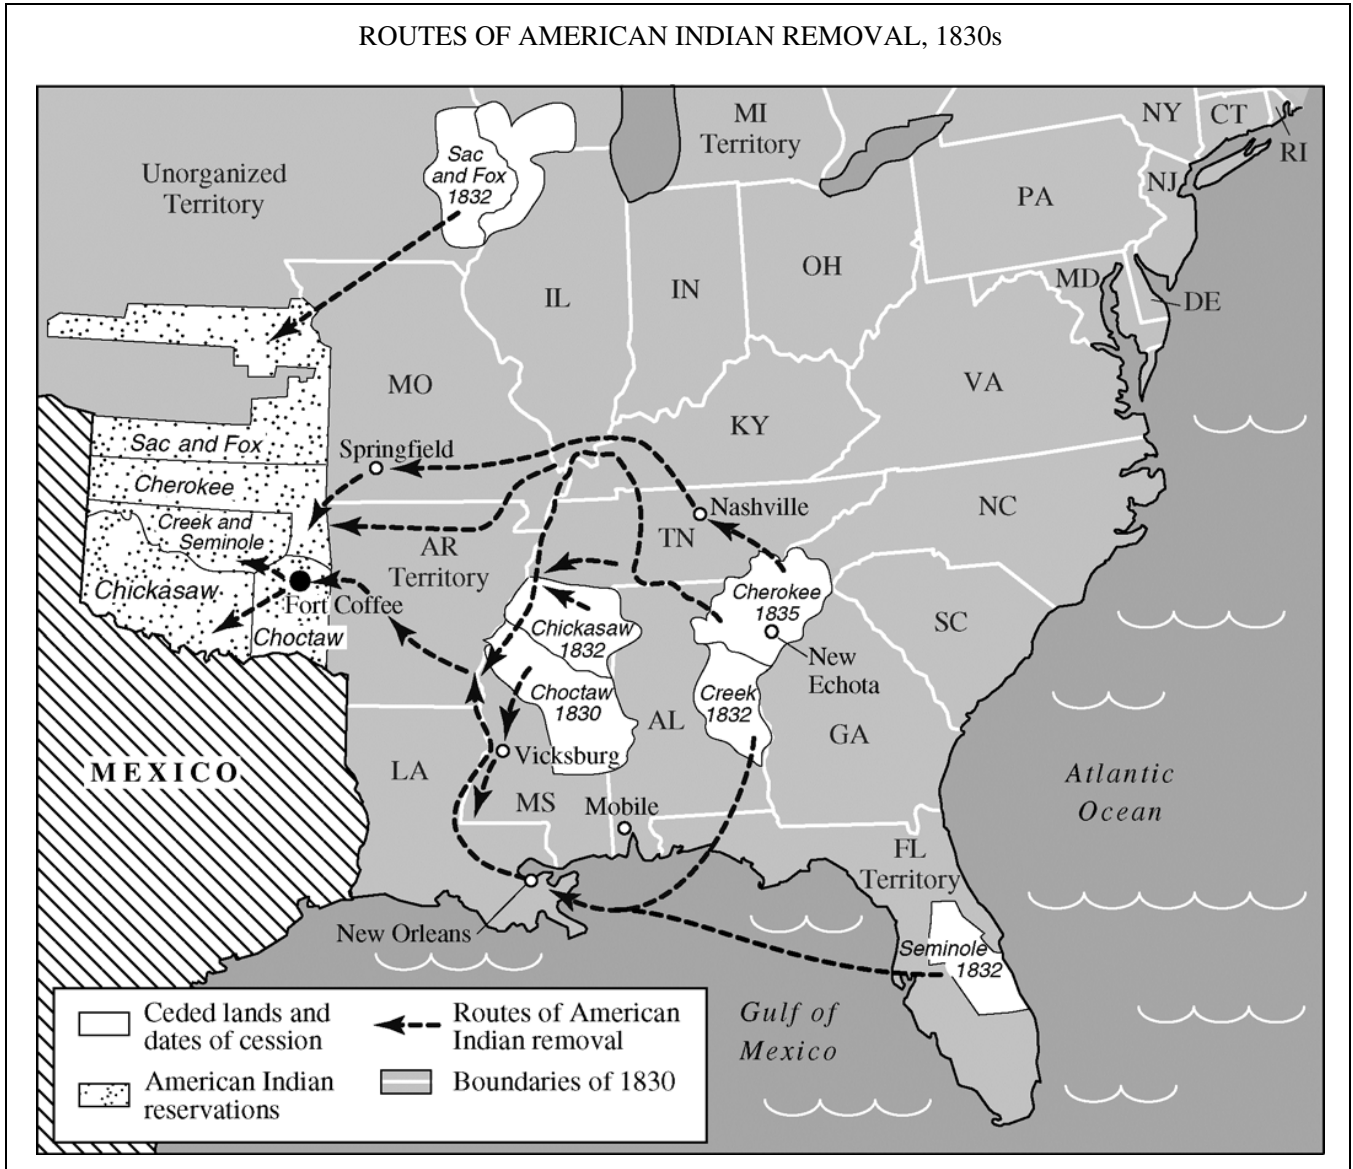 ROUTES OF AMERICAN INDIAN REMOVAL, 1830s
Unorganized
Territory
Sac
and Fox
1832
MI
Territory
NY
CT
RI
NJ
PA
OH
IN
IL
MD
DE
MO
VA
KY
Sac and Fox
Springfield
Cherokee
Creek and
Seminole
Nashville
NC
TN
AR
Territory
Chickasaw
Fort Coffee
Choctaw
Cherokee
1835
Chickasaw
1832
SC
New
Echota
Choctaw
1830
Creek
1832
AL
GA
MEXICO
LA
Vicksburg
MS
Mobile
Atlantic
Ocean
FL
Territory
New Orleans
Seminole
1832
Gulf of
Mexico
Ceded lands and
dates of cession
Routes of American
Indian removal
American Indian
reservations
Boundaries of 1830